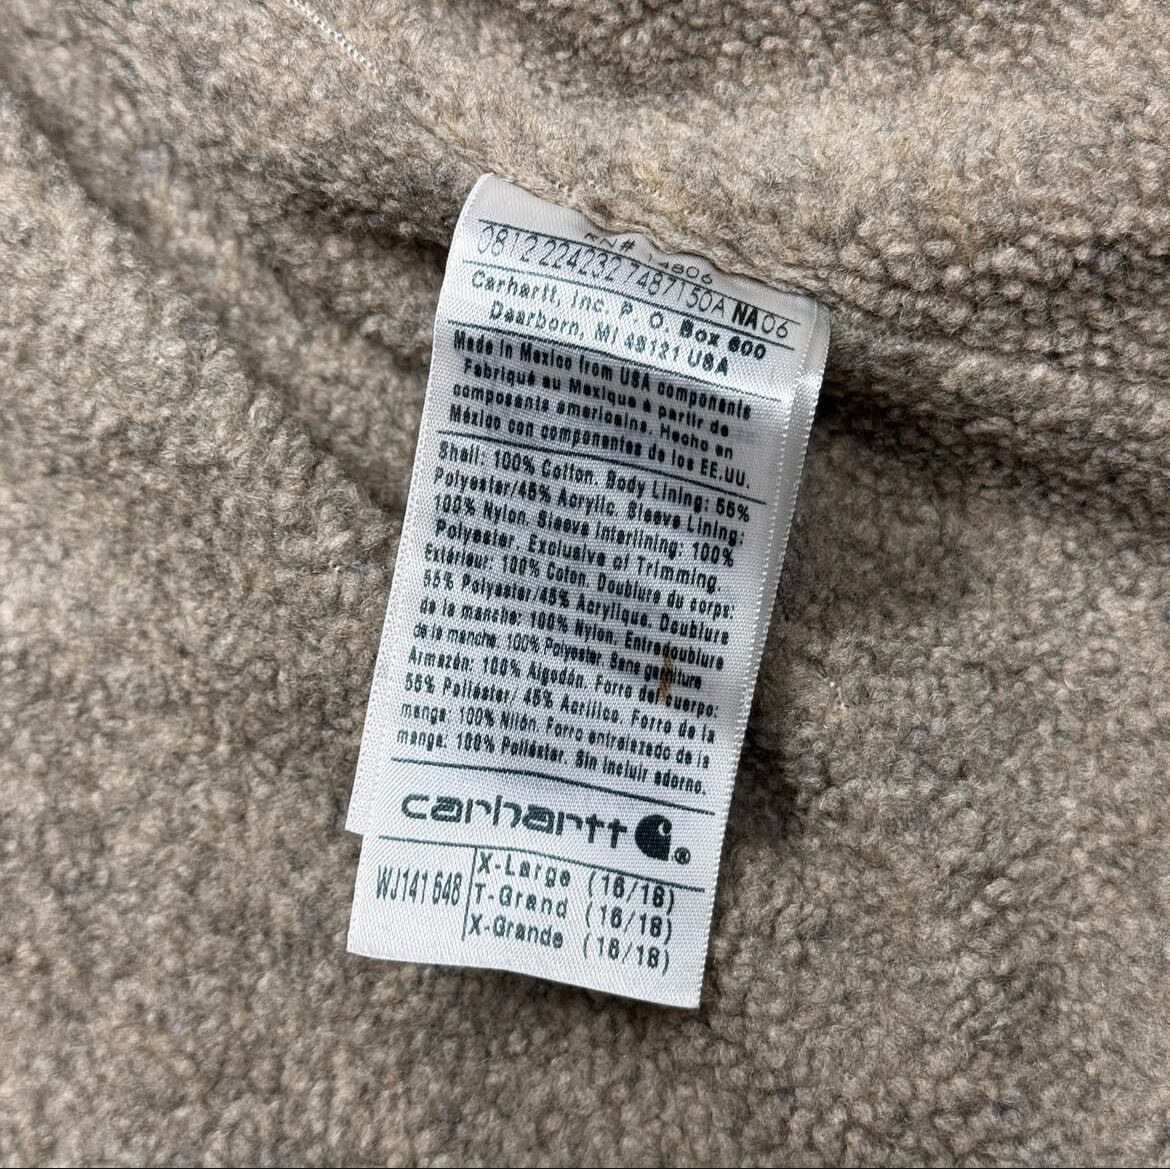 RN# 14806
0812 224232 7487150A NA06
Carhartt, Inc. P.O. Box 600
Dearborn, MI 48121 USA
Made in Mexico from USA components
Fabriqué au Mexique à partir de
composants americains. Hecho en
México con componentes de los EE.UU.
Shell: 100% Cotton. Body Lining: 55%
Polyester/45% Acrylic. Sleeve Lining:
100% Nylon. Sleeve Interlining: 100%
Polyester. Exclusive of Trimming.
Extérieur: 100% Coton. Doublure du corps:
55% Polyester/45% Acryllque. Doublure
de la manche: 100% Nylon. Entredoublure
de la manche: 100% Polyester. Sans garniture
Armazón: 100% Algodón. Forro del cuerpo:
55% Poliéster/ 45% Acrílico. Forro de la
manga: 100% Nilón. Forro entrelazado de la
manga: 100% Poliéster. Sin incluir adorno.
carhartt ®
WJ141 648
X-Large (16/18)
T-Grand (16/18)
X-Grande (16/18)